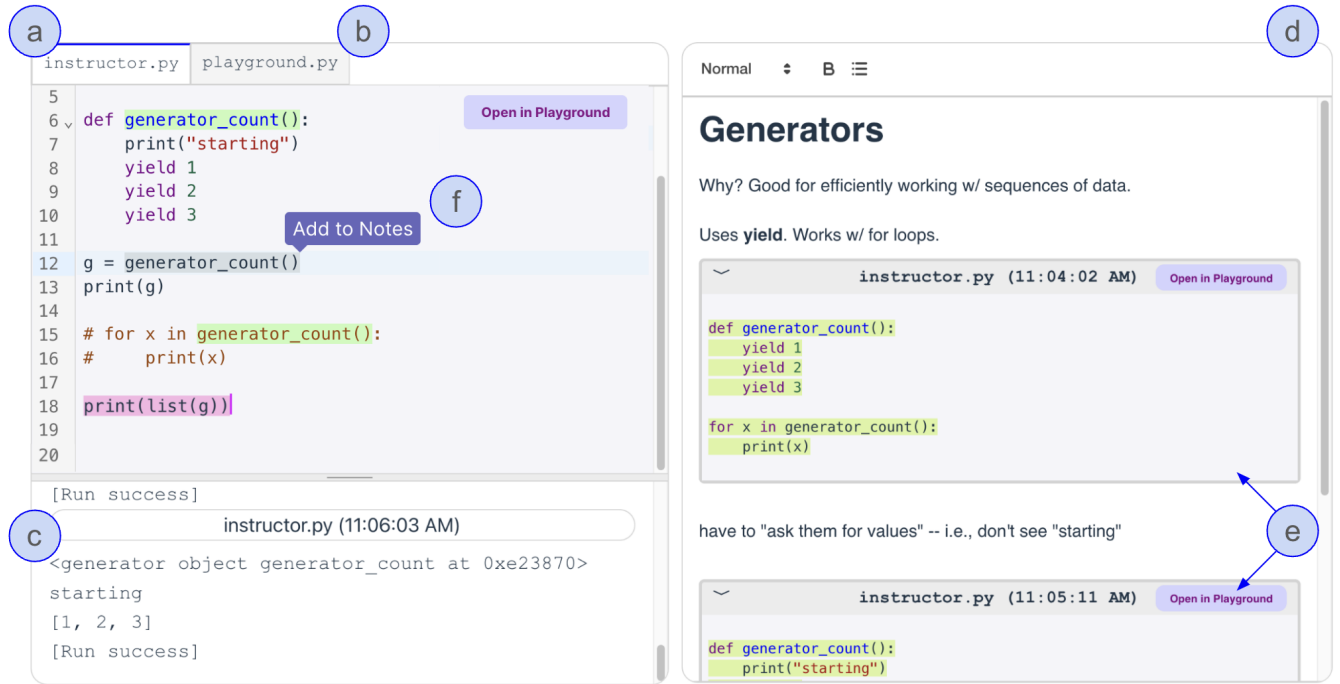 a
b
d
instructor.py
playground.py
Normal
B
5
6 def generator_count():
Open in Playground
7     print("starting")
8     yield 1
9     yield 2
10     yield 3
f
11
Add to Notes
12 g = generator_count()
13 print(g)
14
15 # for x in generator_count():
16 #     print(x)
17
18 print(list(g))
19
20
[Run success]
c
instructor.py (11:06:03 AM)
<generator object generator_count at 0xe23870>
starting
[1, 2, 3]
[Run success]
Generators
Why? Good for efficiently working w/ sequences of data.
Uses yield. Works w/ for loops.
instructor.py (11:04:02 AM)
Open in Playground
def generator_count():
    yield 1
    yield 2
    yield 3
for x in generator_count():
    print(x)
e
have to "ask them for values" -- i.e., don't see "starting"
instructor.py (11:05:11 AM)
Open in Playground
def generator_count():
    print("starting")